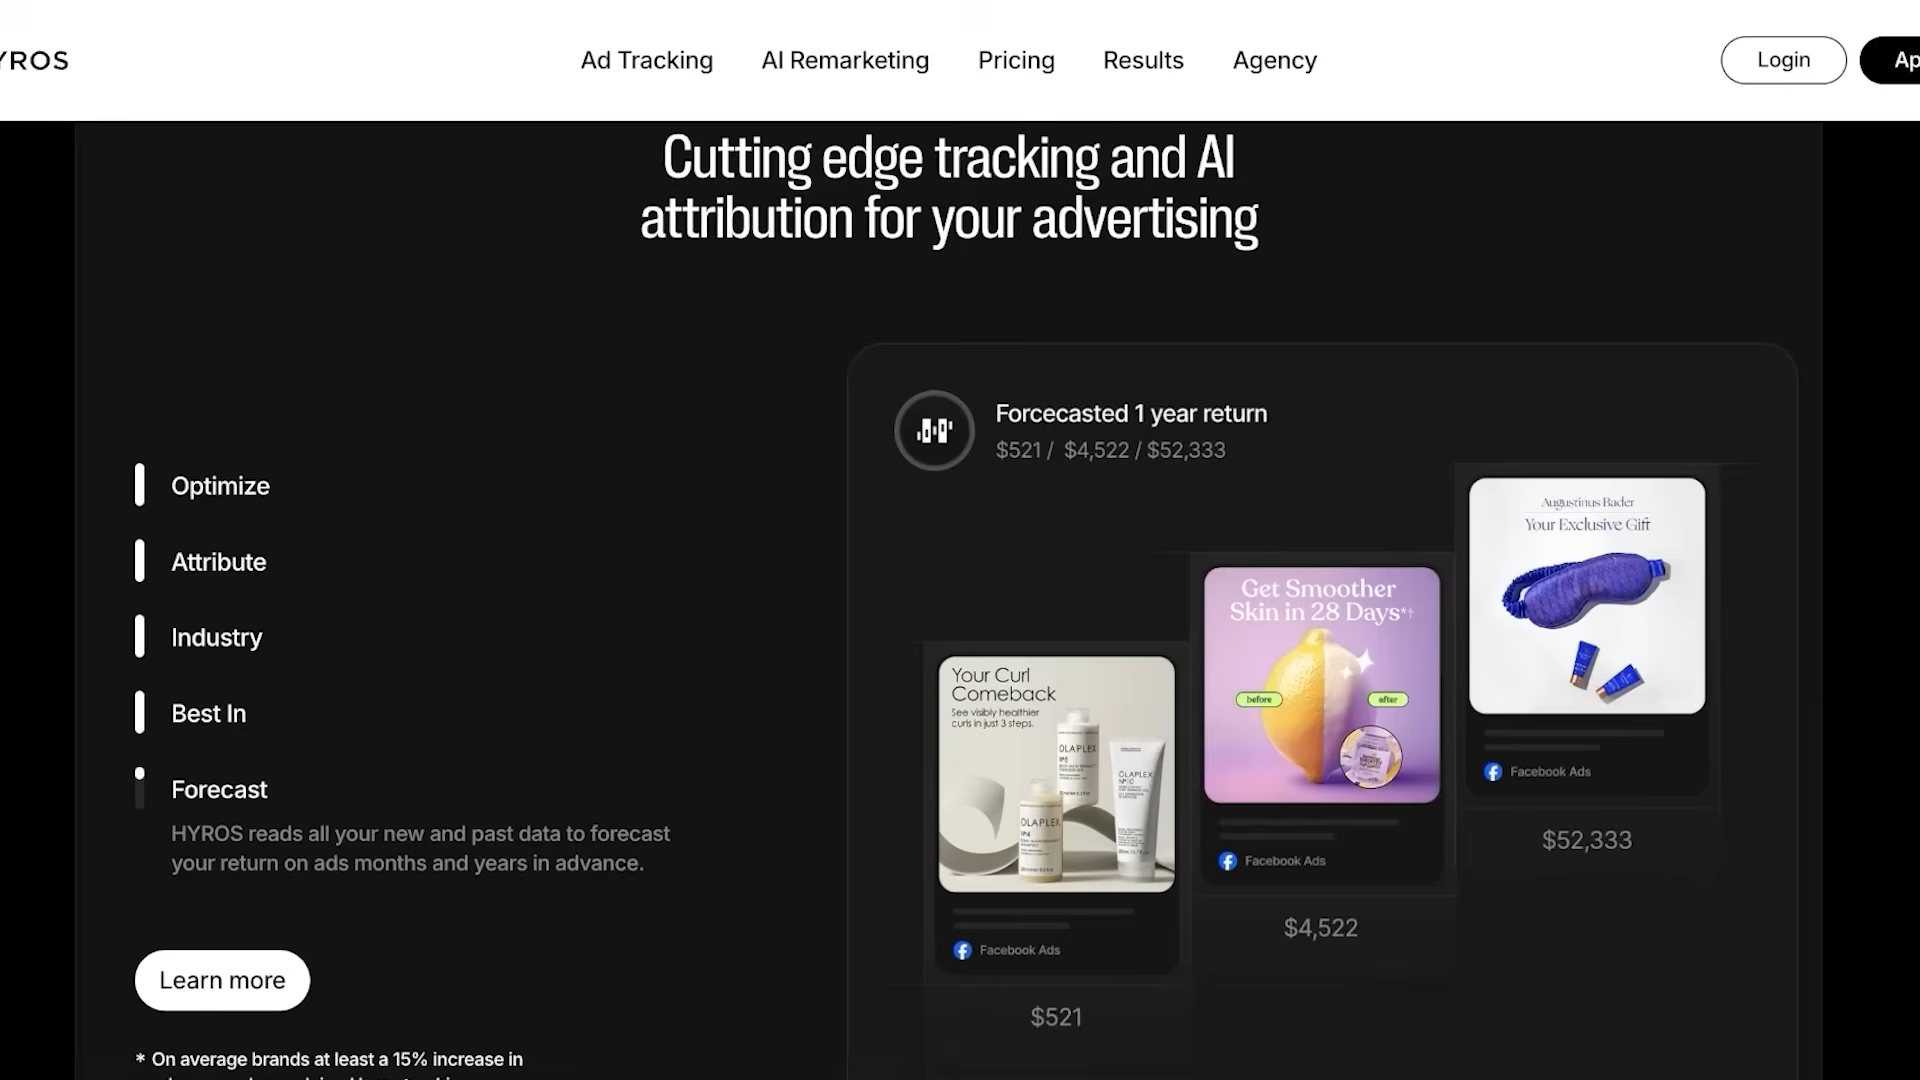 YROS
Ad Tracking
AI Remarketing
Pricing
Results
Agency
Login
Ap
Cutting edge tracking and AI
attribution for your advertising
Optimize
Attribute
Industry
Best In
Forecast
HYROS reads all your new and past data to forecast
your return on ads months and years in advance.
Learn more
* On average brands at least a 15% increase in
Forcecasted 1 year return
$521 / $4,522 / $52,333
Your Curl
Comeback
See visibly healthier
curls in just 3 steps.
OLAPLEX
OLAPLEX
OLAPLEX
Facebook Ads
$521
Get Smoother
Skin in 28 Days*†
before
after
Facebook Ads
$4,522
Augustinus Bader
Your Exclusive Gift
Facebook Ads
$52,333